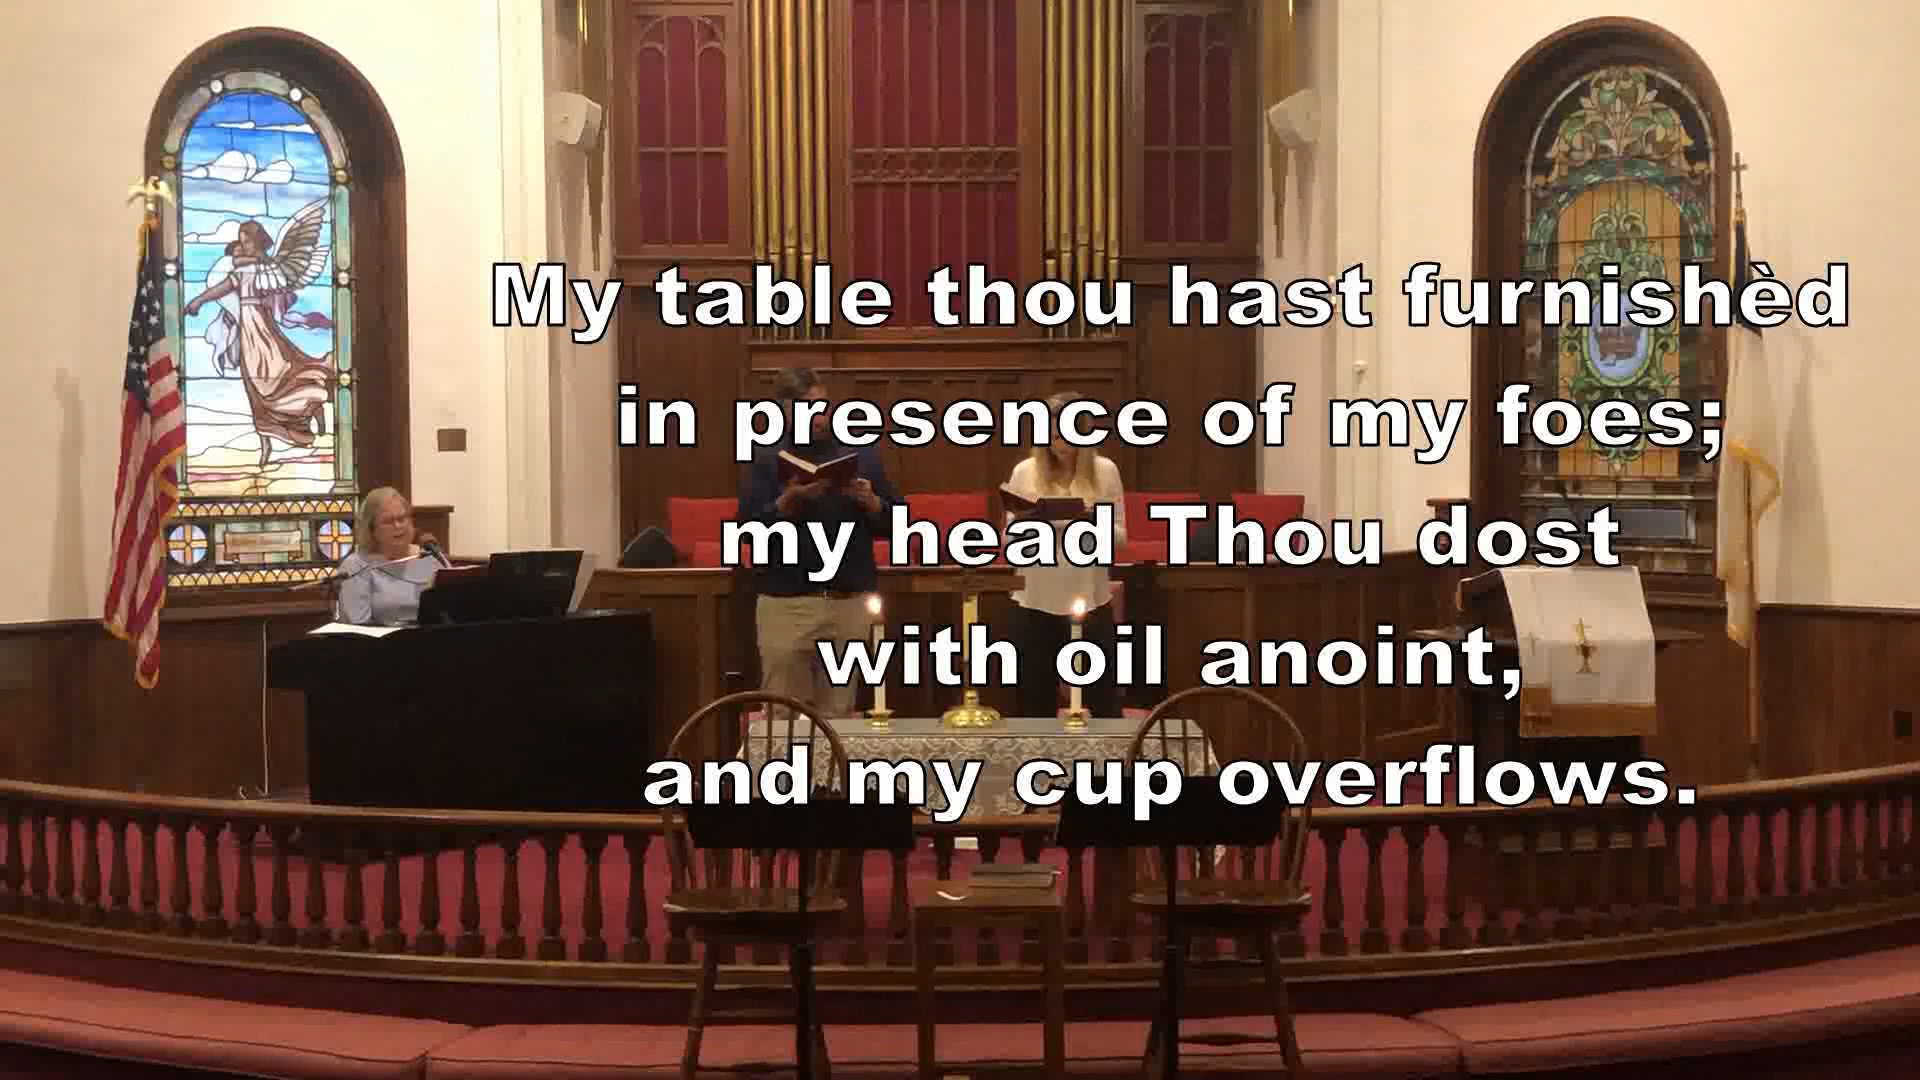 My table thou hast furnishèd
in presence of my foes;
my head Thou dost
with oil anoint,
and my cup overflows.